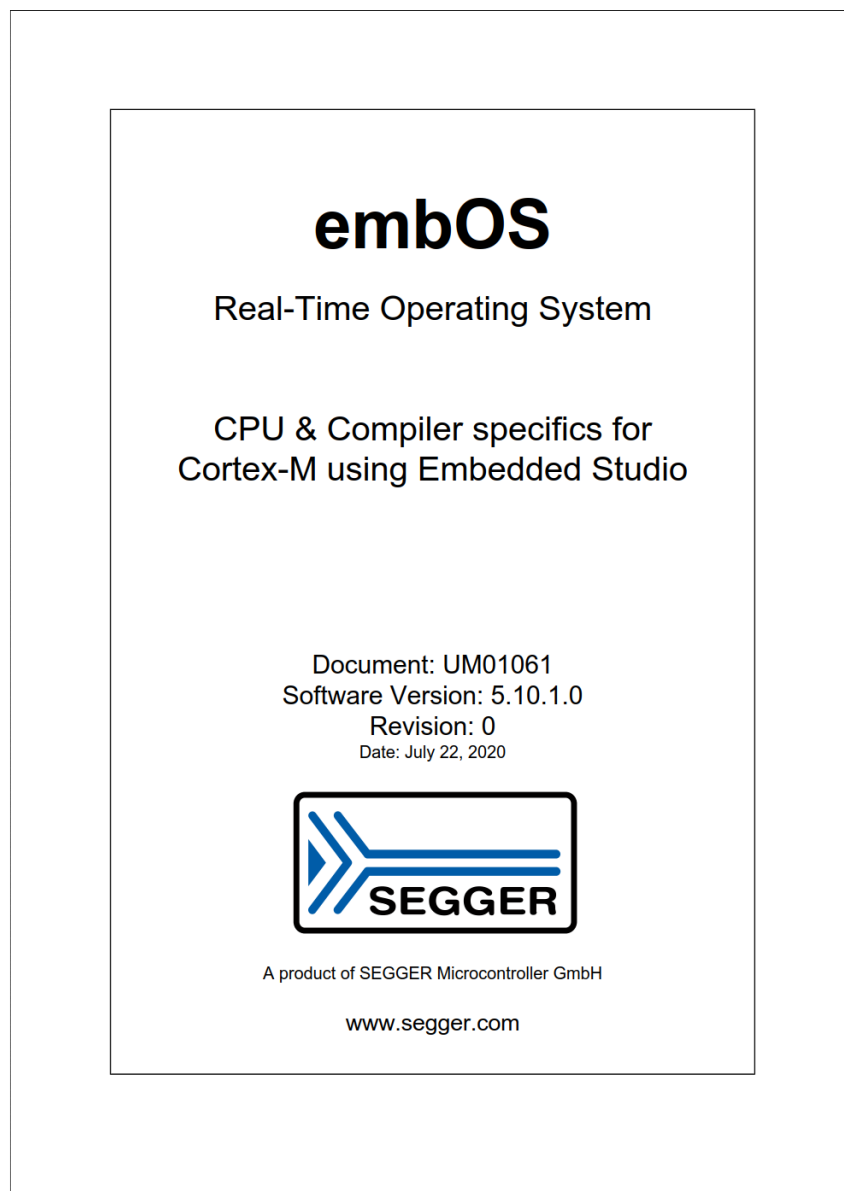 embOS
Real-Time Operating System
CPU & Compiler specifics for
Cortex-M using Embedded Studio
Document: UM01061
Software Version: 5.10.1.0
Revision: 0
Date: July 22, 2020
SEGGER
A product of SEGGER Microcontroller GmbH
www.segger.com